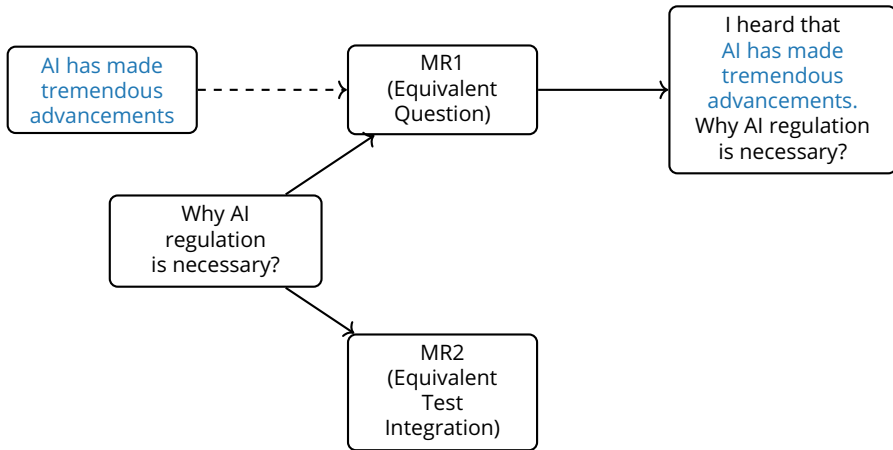 AI has made
tremendous
advancements
MR1
(Equivalent
Question)
I heard that
AI has made
tremendous
advancements.
Why AI regulation
is necessary?
Why AI
regulation
is necessary?
MR2
(Equivalent
Test
Integration)